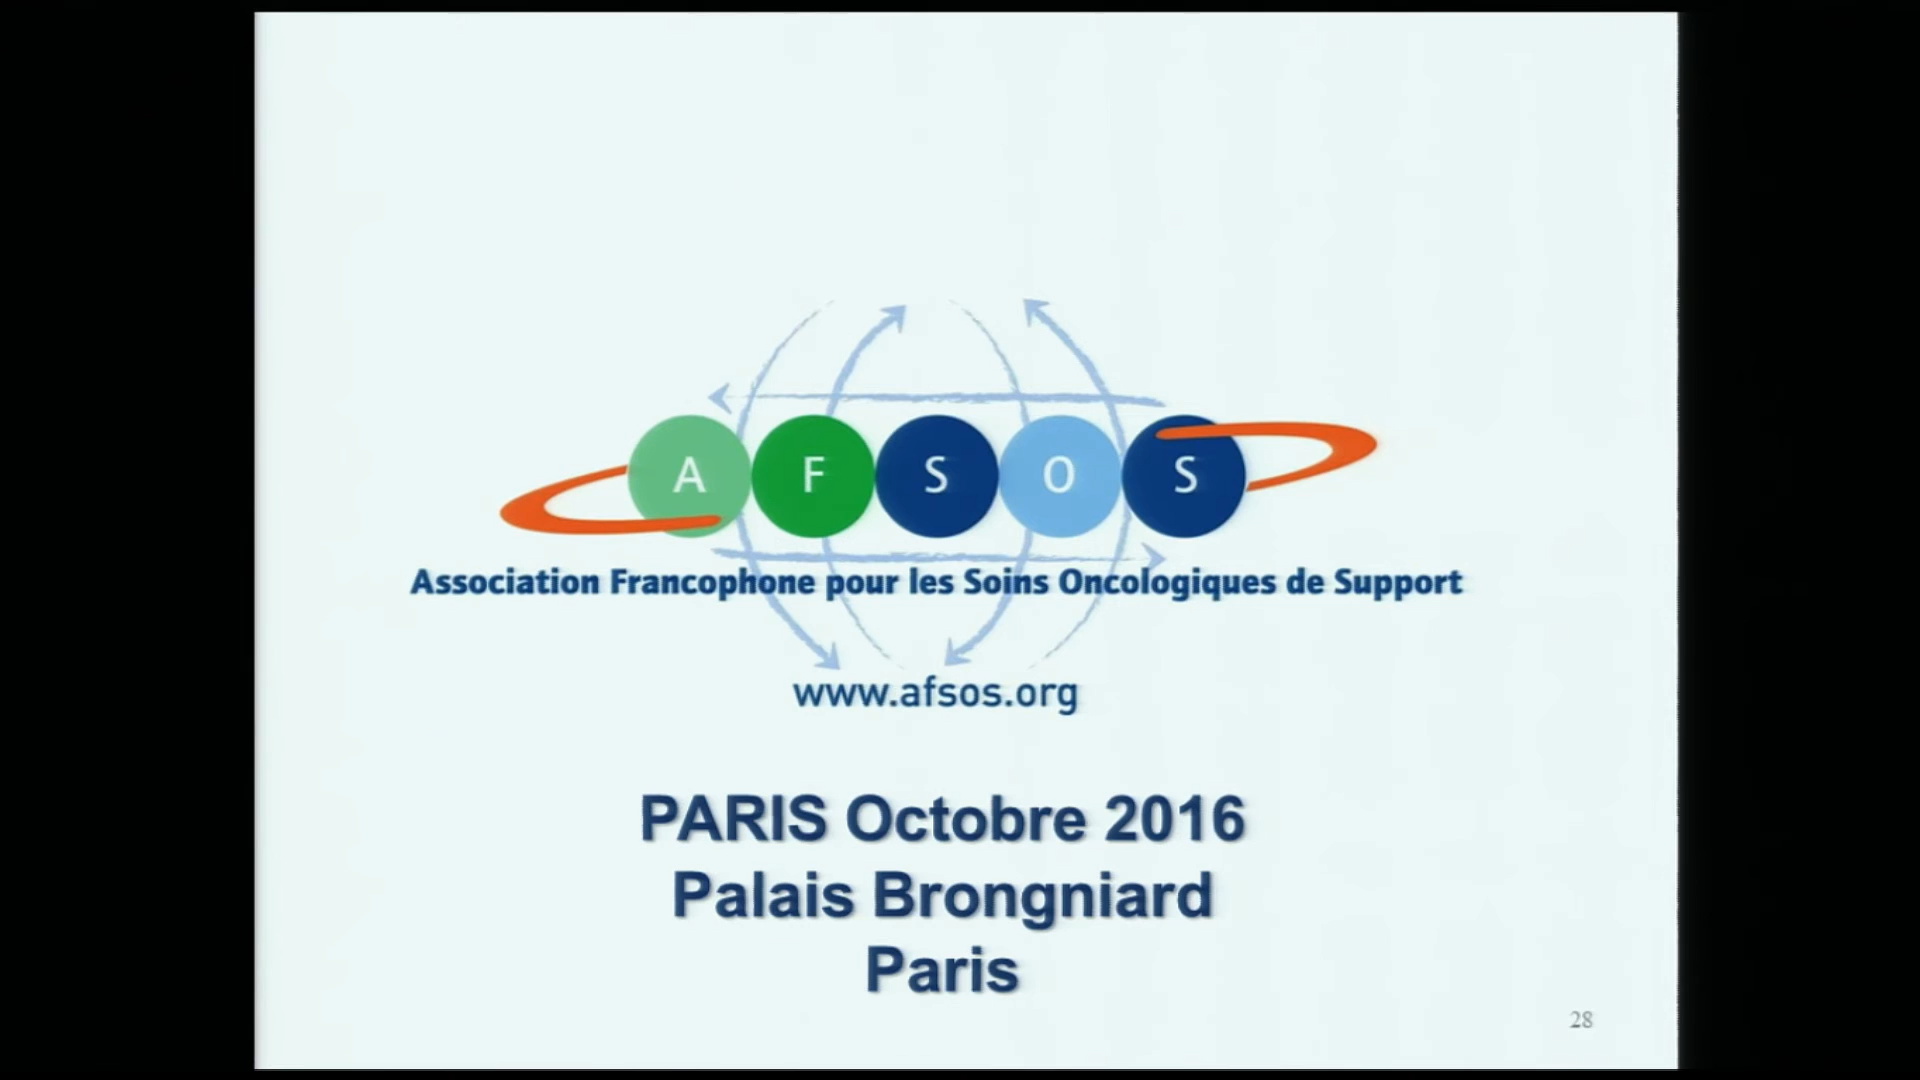 A F S O S
Association Francophone pour les Soins Oncologiques de Support
www.afsos.org
PARIS Octobre 2016
Palais Brongniard
Paris
28